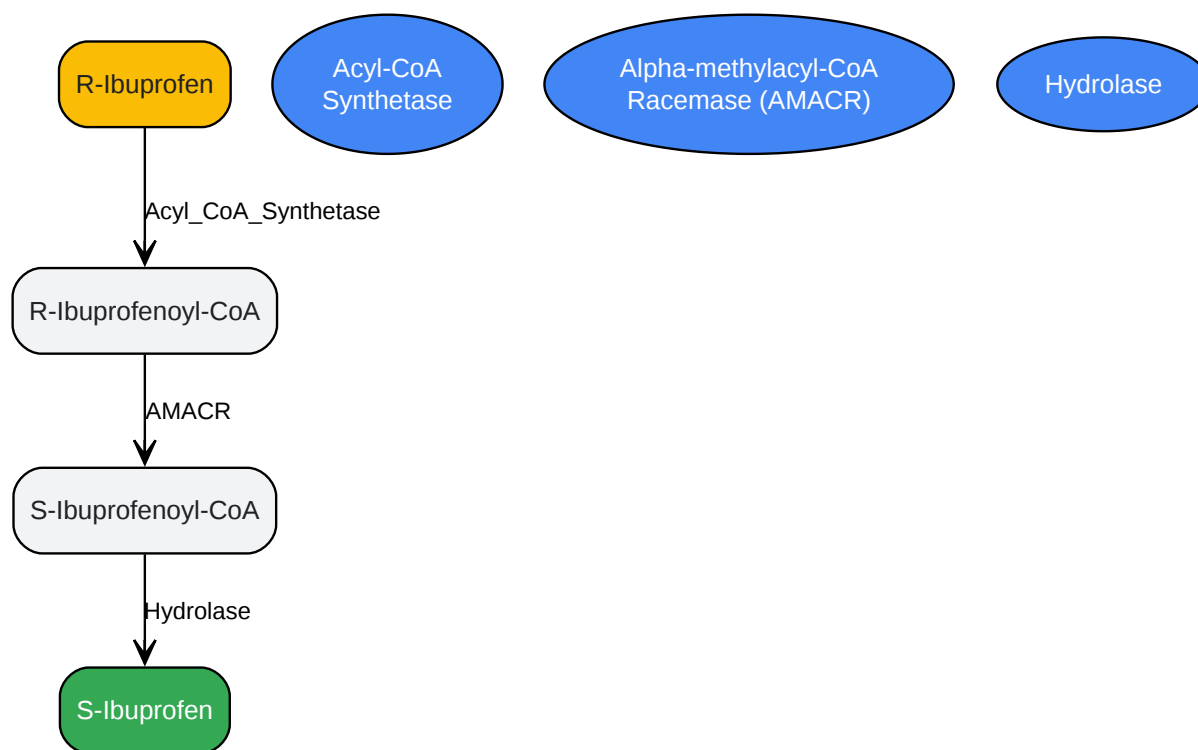 R-Ibuprofen
Acyl-CoA
Synthetase
Alpha-methylacyl-CoA
Racemase (AMACR)
Hydrolase
Acyl_CoA_Synthetase
R-Ibuprofenoyl-CoA
AMACR
S-Ibuprofenoyl-CoA
Hydrolase
S-Ibuprofen